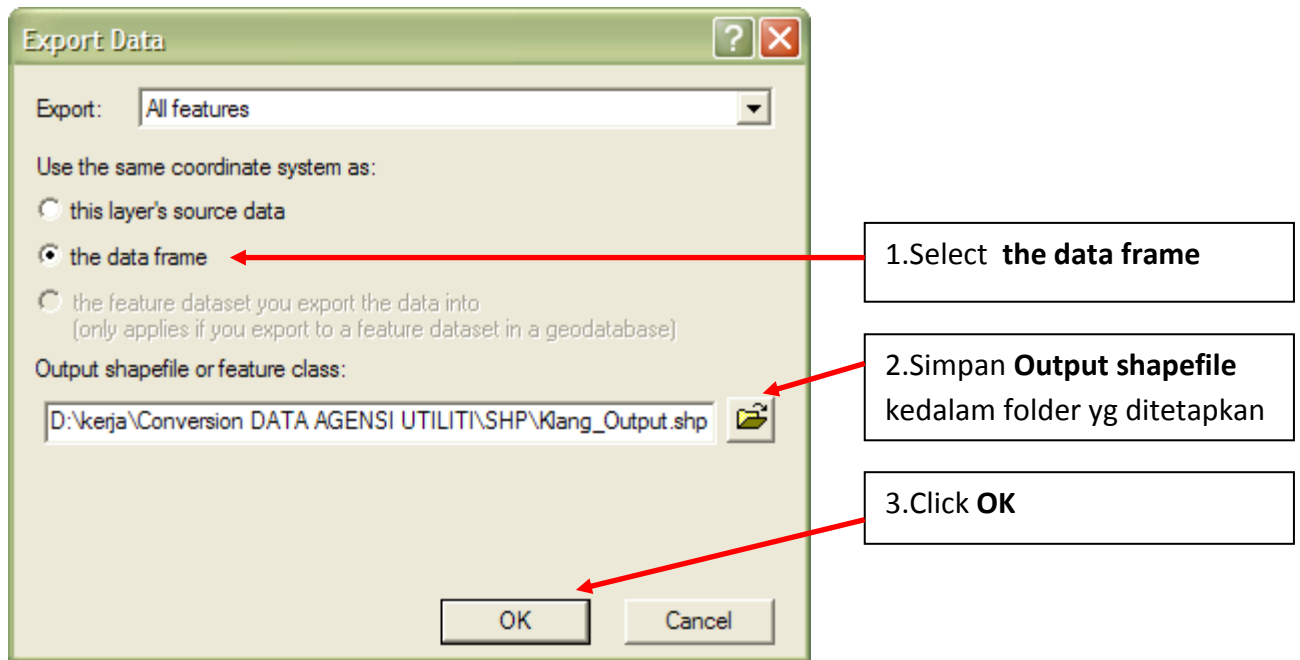 Export Data
Export: All features
Use the same coordinate system as:
this layer's source data
the data frame
the feature dataset you export the data into
(only applies if you export to a feature dataset in a geodatabase)
Output shapefile or feature class:
D:\kerja\Conversion DATA AGENSI UTILITI\SHP\Klang_Output.shp
OK Cancel
1.Select the data frame
2.Simpan Output shapefile
kedalam folder yg ditetapkan
3.Click OK